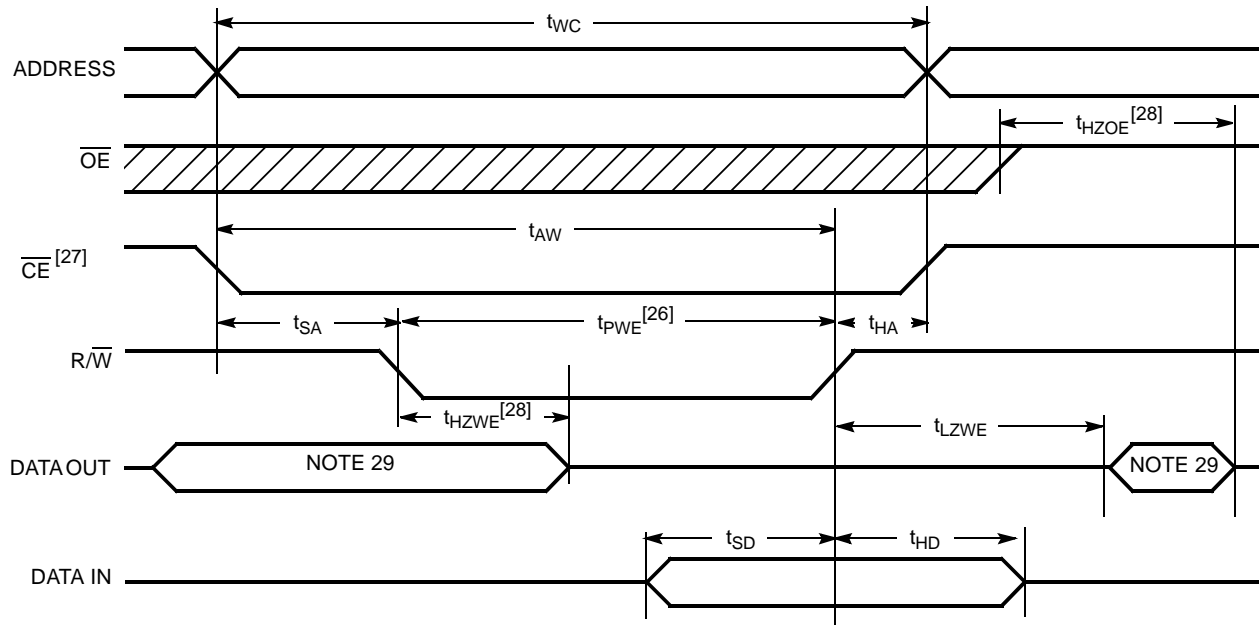 tWC
ADDRESS
tHZOE[28]
OE
tAW
CE [27]
tSA
tPWE[26]
tHA
R/W
tHZWE[28]
tLZWE
DATA OUT
NOTE 29
NOTE 29
tSD
tHD
DATA IN